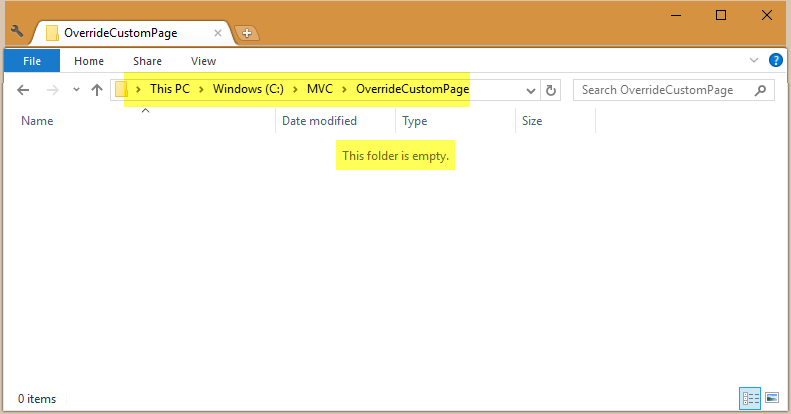 OverrideCustomPage
File Home Share View
This PC Windows (C:) MVC OverrideCustomPage Search OverrideCustomPage
Name Date modified Type Size
This folder is empty.
0 items